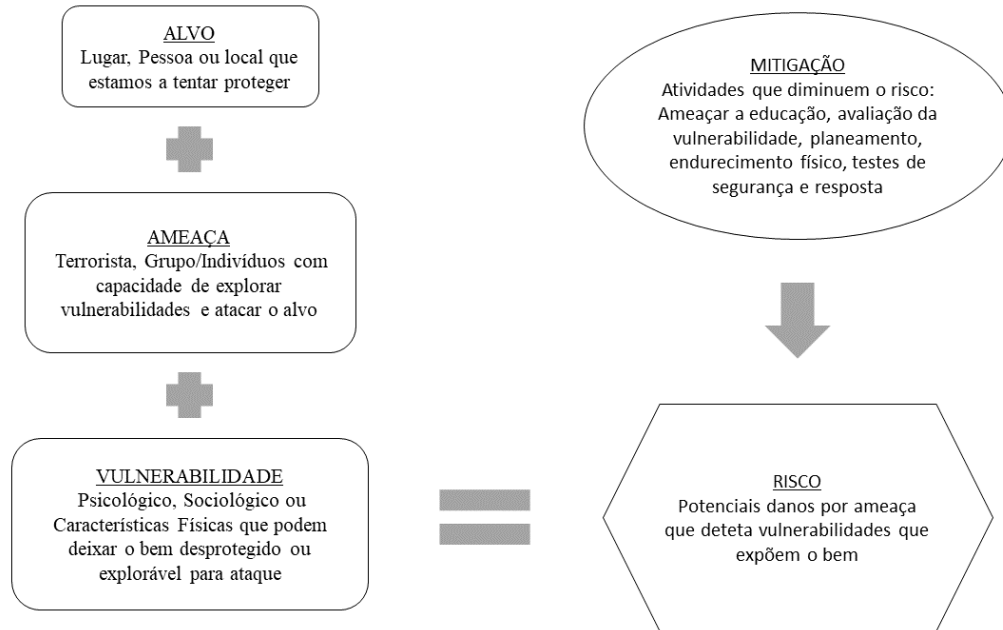 ALVO
Lugar, Pessoa ou local que
estamos a tentar proteger
AMEAÇA
Terrorista, Grupo/Indivíduos com
capacidade de explorar
vulnerabilidades e atacar o alvo
VULNERABILIDADE
Psicológico, Sociológico ou
Características Físicas que podem
deixar o bem desprotegido ou
explorável para ataque
MITIGAÇÃO
Atividades que diminuem o risco:
Ameaçar a educação, avaliação da
vulnerabilidade, planeamento,
endurecimento físico, testes de
segurança e resposta
RISCO
Potenciais danos por ameaça
que deteta vulnerabilidades que
expõem o bem